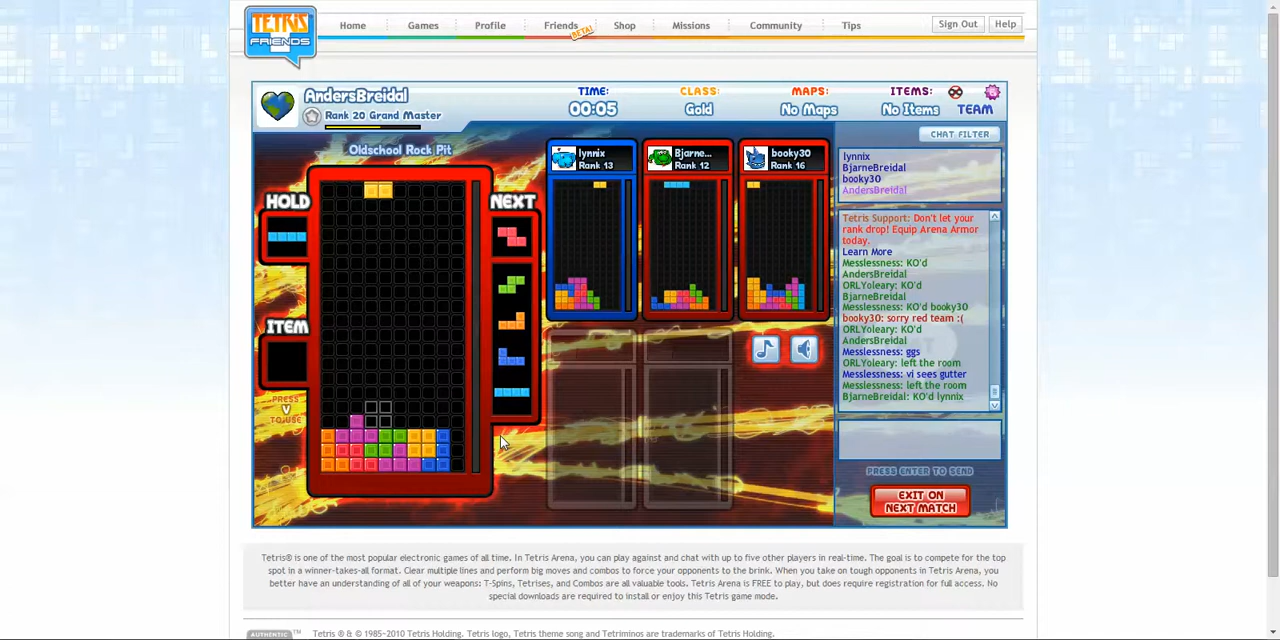 TETRIS
FRIENDS
Home
Games
Profile
Friends
BETA!
Shop
Missions
Community
Tips
Sign Out
Help
AndersBreidal
Rank 20 Grand Master
TIME:
00:05
CLASS:
Gold
MAPS:
No Maps
ITEMS:
No Items
TEAM
Oldschool Rock Pit
HOLD
ITEM
PRESS
V
TO USE
NEXT
lynnix
Rank 13
Bjarne...
Rank 12
booky30
Rank 16
CHAT FILTER
lynnix
BjarneBreidal
booky30
AndersBreidal
Tetris Support: Don't let your
rank drop! Equip Arena Armor
today.
Learn More
Messlessness: KO'd
AndersBreidal
ORLYoleary: KO'd
BjarneBreidal
Messlessness: KO'd booky30
booky30: sorry red team :(
ORLYoleary: KO'd
AndersBreidal
Messlessness: ggs
ORLYoleary: left the room
Messlessness: vi sees gutter
Messlessness: left the room
BjarneBreidal: KO'd lynnix
PRESS ENTER TO SEND
EXIT ON
NEXT MATCH
Tetris® is one of the most popular electronic games of all time. In Tetris Arena, you can play against and chat with up to five other players in real-time. The goal is to compete for the top
spot in a winner-takes-all format. Clear multiple lines and perform big moves and combos to force your opponents to the brink. When you take on tough opponents in Tetris Arena, you
better have an understanding of all of your weapons: T-Spins, Tetrises, and Combos are all valuable tools. Tetris Arena is FREE to play, but does require registration for full access. No
special downloads are required to install or enjoy this Tetris game mode.
AUTHENTIC™
Tetris ® & © 1985~2010 Tetris Holding. Tetris logo, Tetris theme song and Tetriminos are trademarks of Tetris Holding.